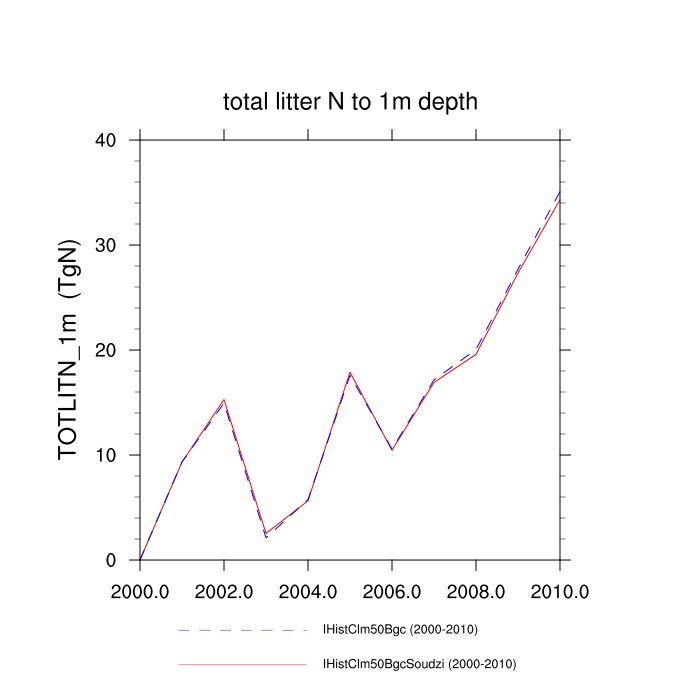 total litter N to 1m depth
TOTLITN_1m (TgN)
40
30
20
10
0
2000.0 2002.0 2004.0 2006.0 2008.0 2010.0
IHistClm50Bgc (2000-2010)
IHistClm50BgcSoudzi (2000-2010)